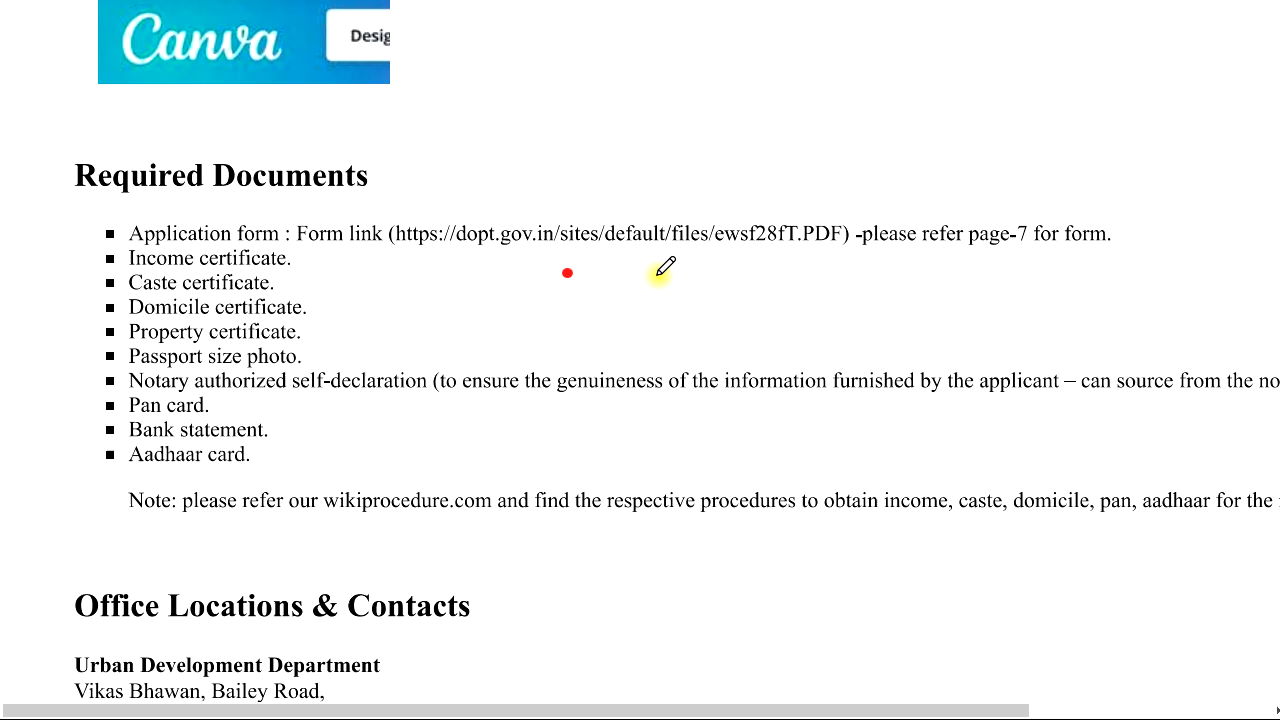 Canva
Required Documents
Application form : Form link (https://dopt.gov.in/sites/default/files/ewsf28fT.PDF) -please refer page-7 for form.
Income certificate.
Caste certificate.
Domicile certificate.
Property certificate.
Passport size photo.
Notary authorized self-declaration (to ensure the genuineness of the information furnished by the applicant – can source from the
Pan card.
Bank statement.
Aadhaar card.
Note: please refer our wikiprocedure.com and find the respective procedures to obtain income, caste, domicile, pan, aadhaar for the
Office Locations & Contacts
Urban Development Department
Vikas Bhawan, Bailey Road,